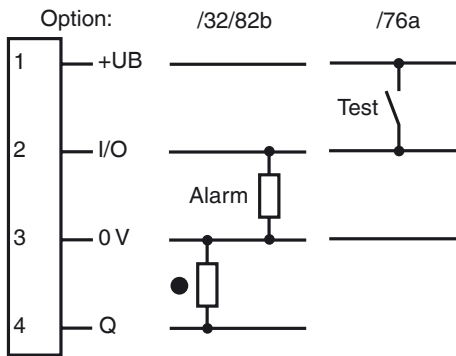 Option: /32/82b /76a
1 +UB
Test
2 I/O
Alarm
3 0 V
4 Q